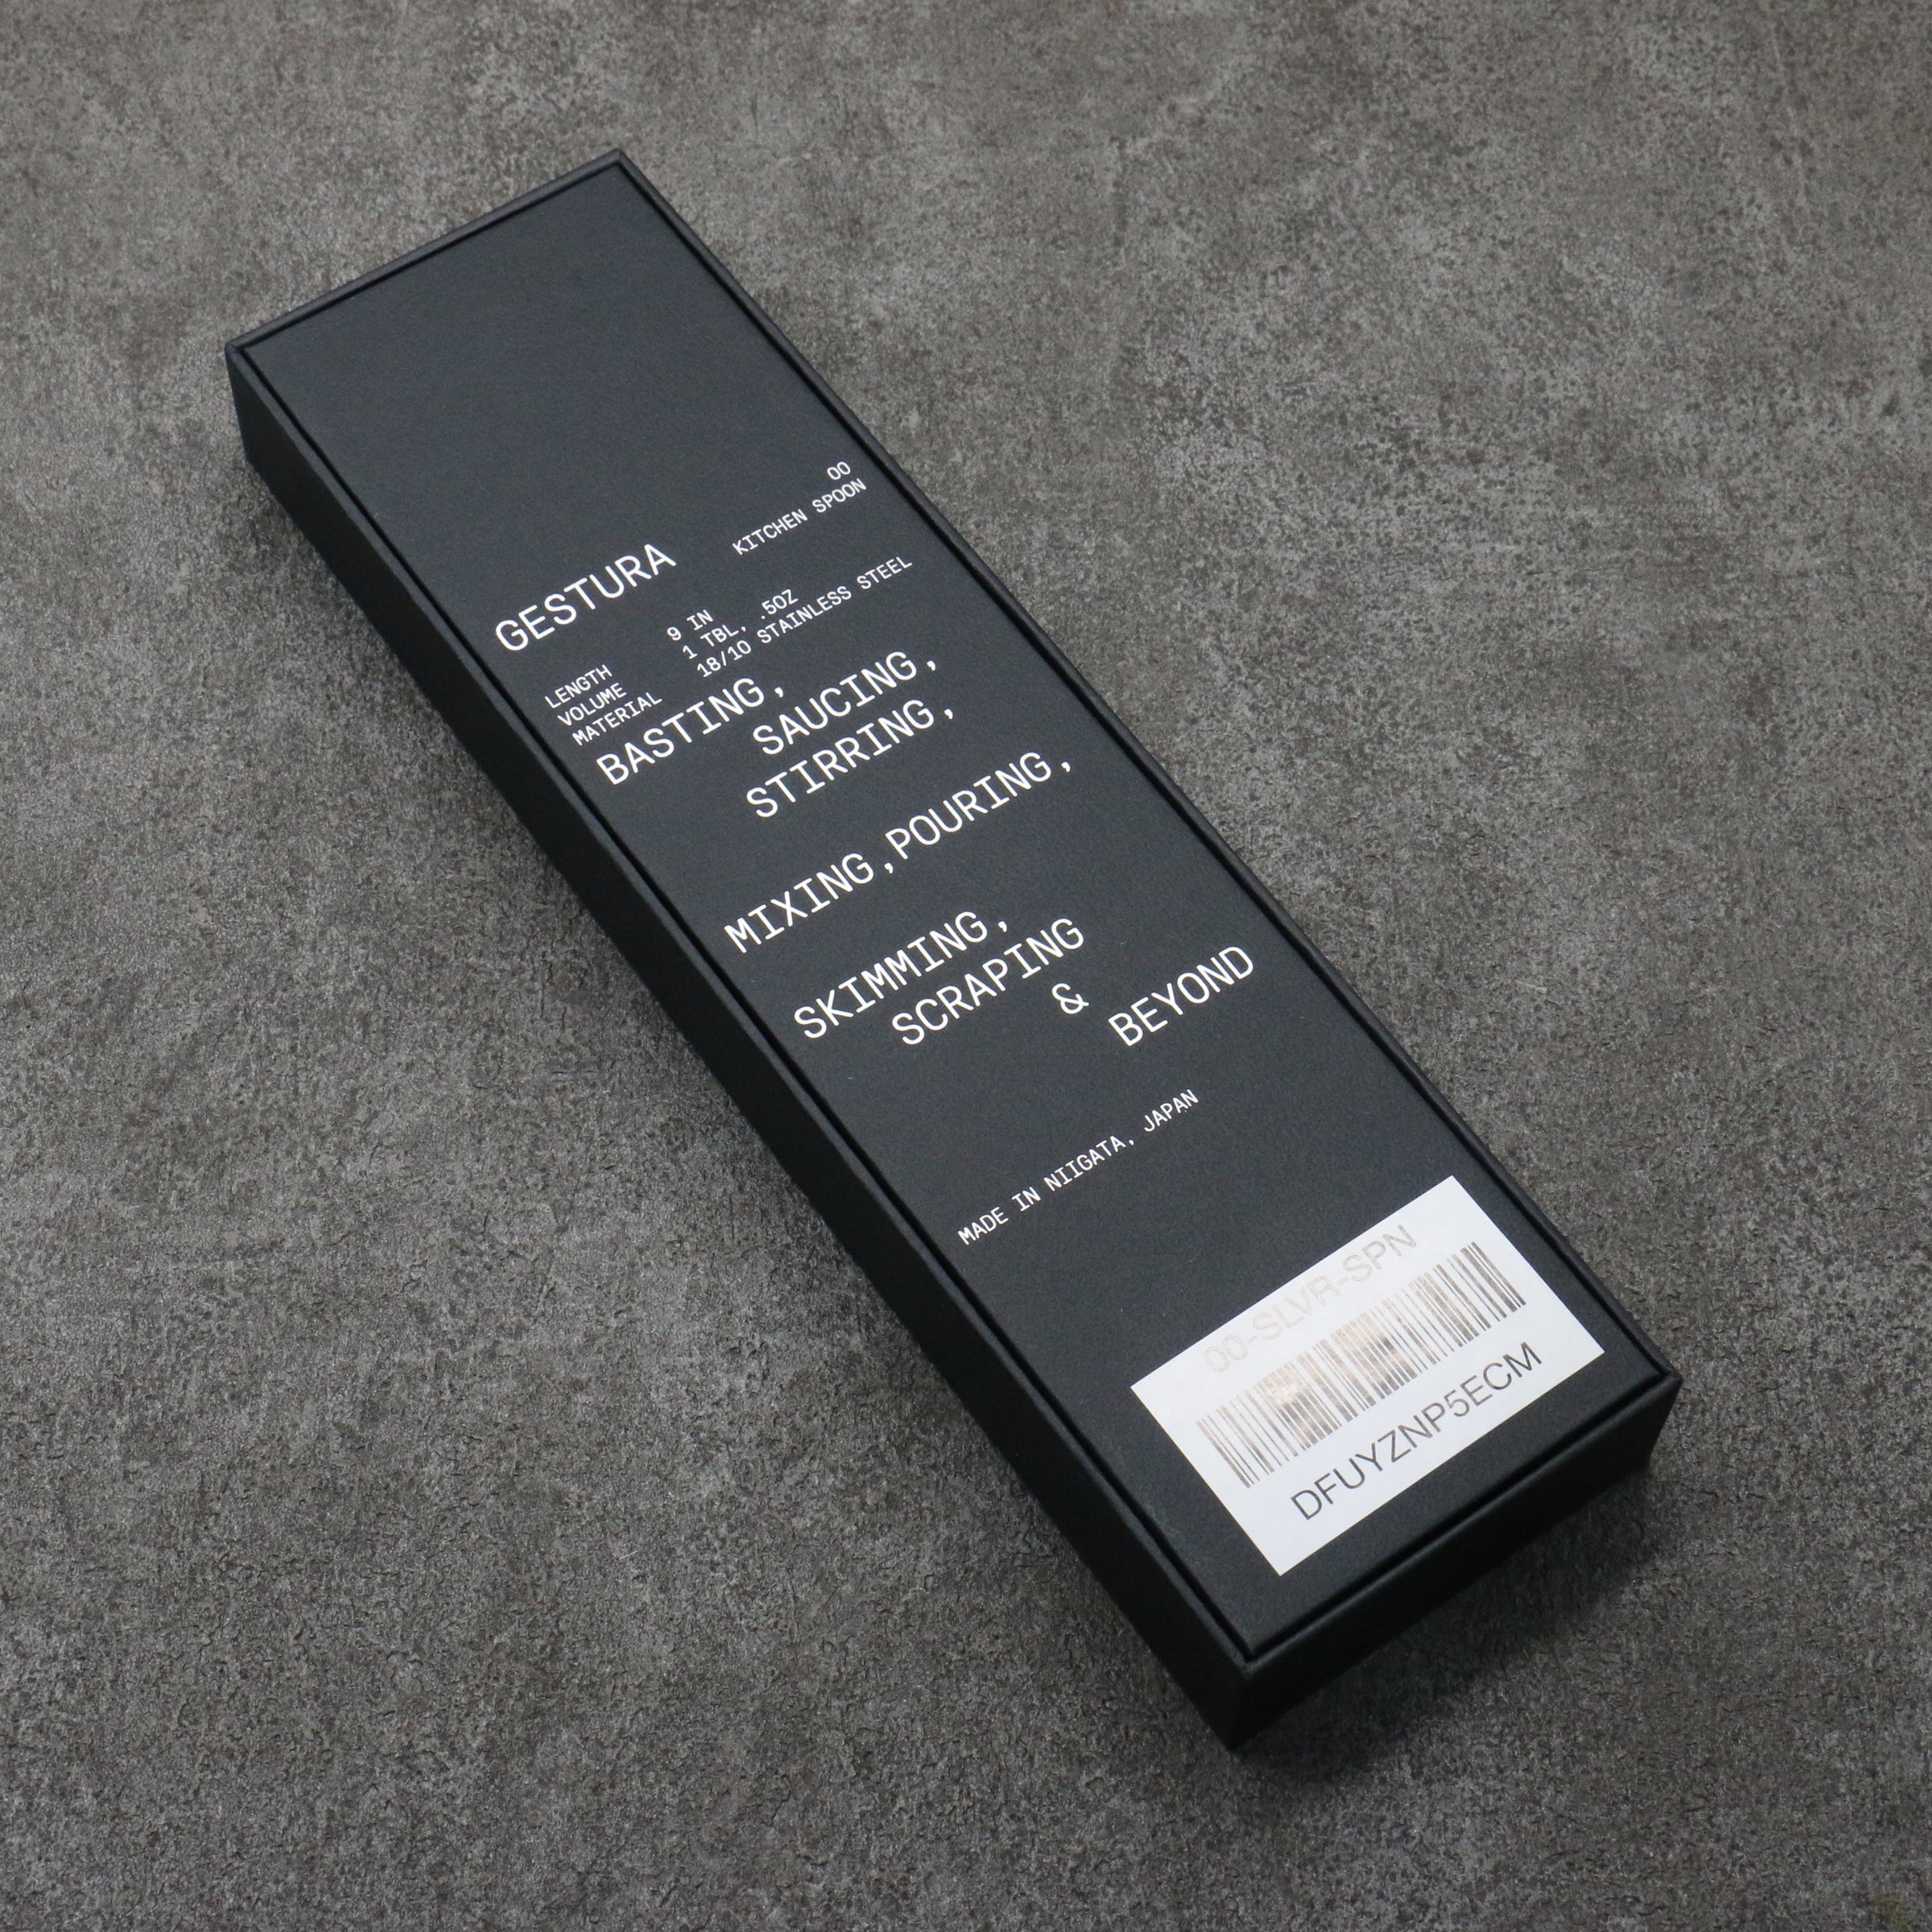 00
GESTURA KITCHEN SPOON
LENGTH 9 IN
VOLUME 1 TBL, .5OZ
MATERIAL 18/10 STAINLESS STEEL
BASTING,
SAUCING,
STIRRING,
MIXING,POURING,
SKIMMING,
SCRAPING
&
BEYOND
MADE IN NIIGATA, JAPAN
00-SLVR-SPN
DFUYZNP5ECM